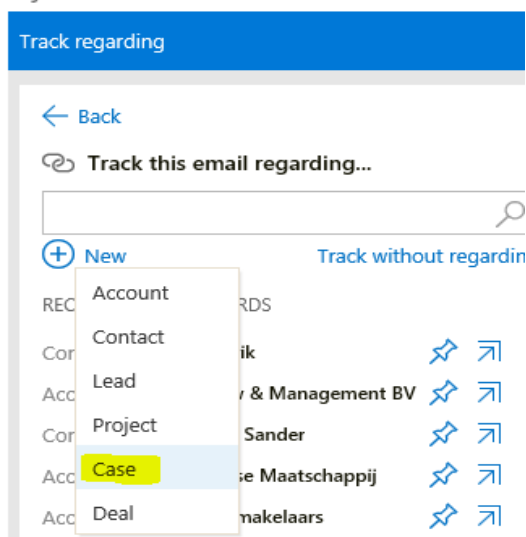 Track regarding
Back
Track this email regarding...
New Track without regardin
REC RDS
Account
Cor ik
Contact
Acc & Management BV
Lead
Cor Sander
Project
Acc se Maatschappij
Case
Acc makelaars
Deal